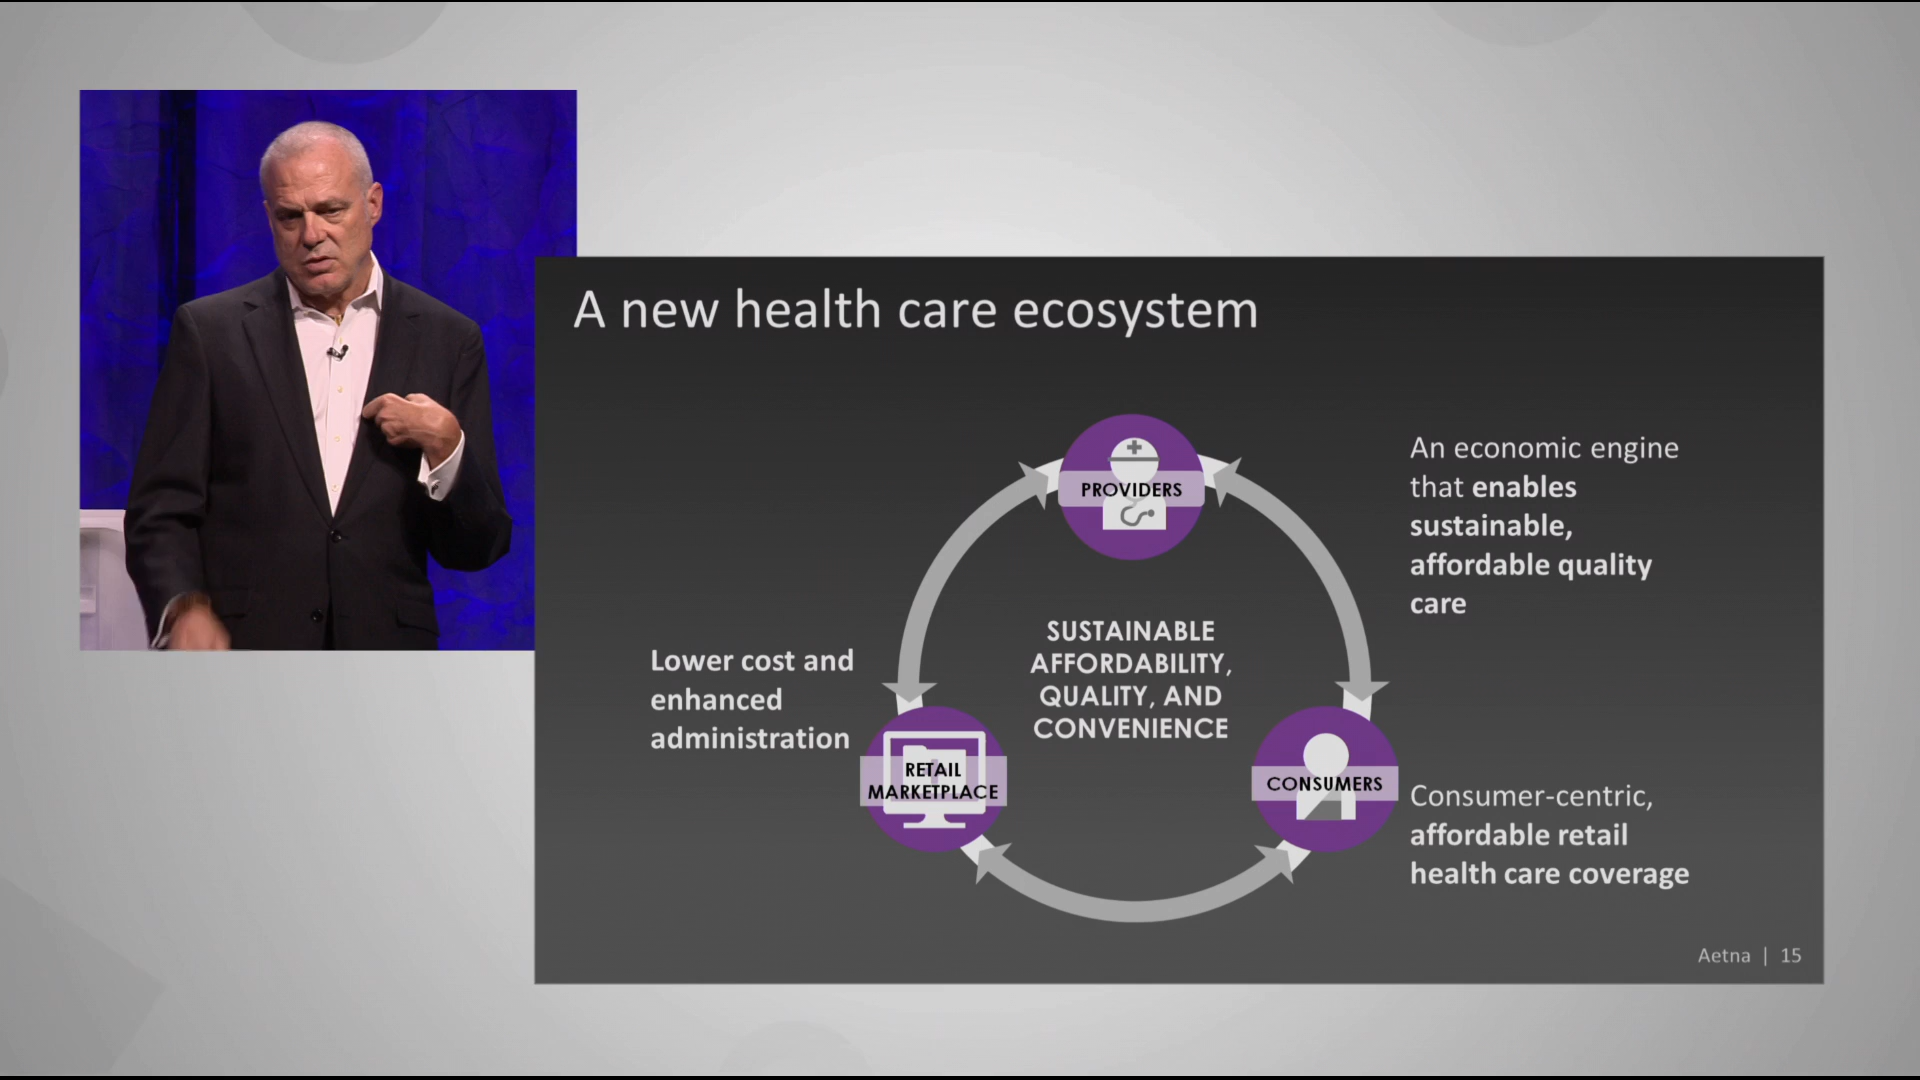 A new health care ecosystem
PROVIDERS
An economic engine
that enables
sustainable,
affordable quality
care
SUSTAINABLE
AFFORDABILITY,
QUALITY, AND
CONVENIENCE
Lower cost and
enhanced
administration
RETAIL
MARKETPLACE
CONSUMERS
Consumer-centric,
affordable retail
health care coverage
Aetna | 15